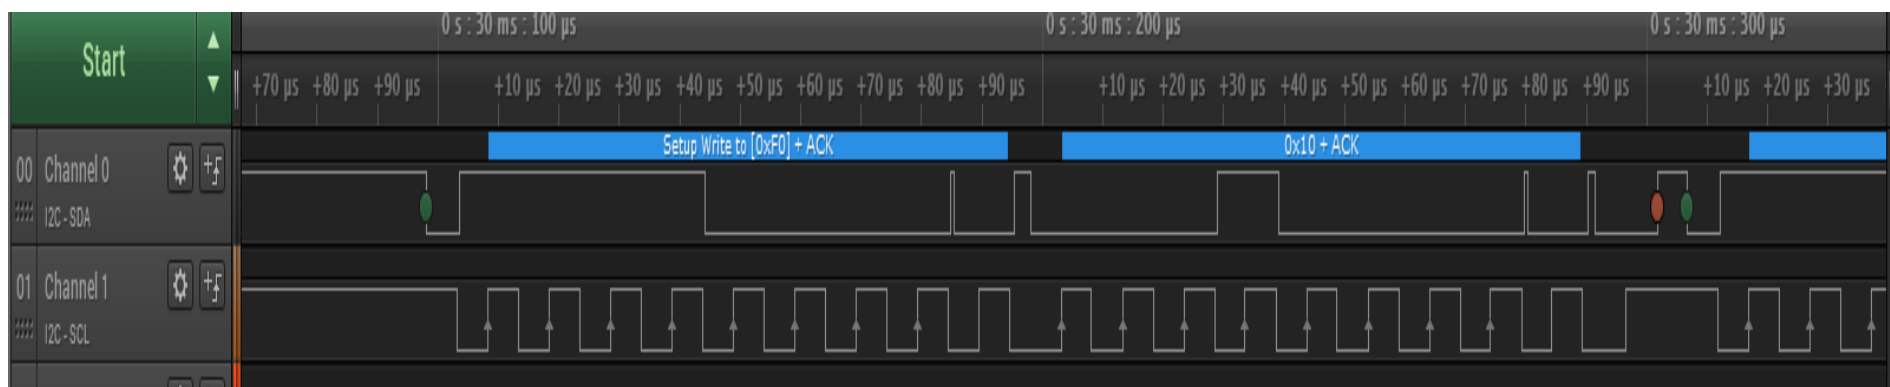 Start
0 s : 30 ms : 100 µs
0 s : 30 ms : 200 µs
0 s : 30 ms : 300 µs
+70 µs +80 µs +90 µs +10 µs +20 µs +30 µs +40 µs +50 µs +60 µs +70 µs +80 µs +90 µs +10 µs +20 µs +30 µs +40 µs +50 µs +60 µs +70 µs +80 µs +90 µs +10 µs +20 µs +30 µs
Setup Write to [0xF0] + ACK
0x10 + ACK
00 Channel 0
I2C - SDA
01 Channel 1
I2C - SCL